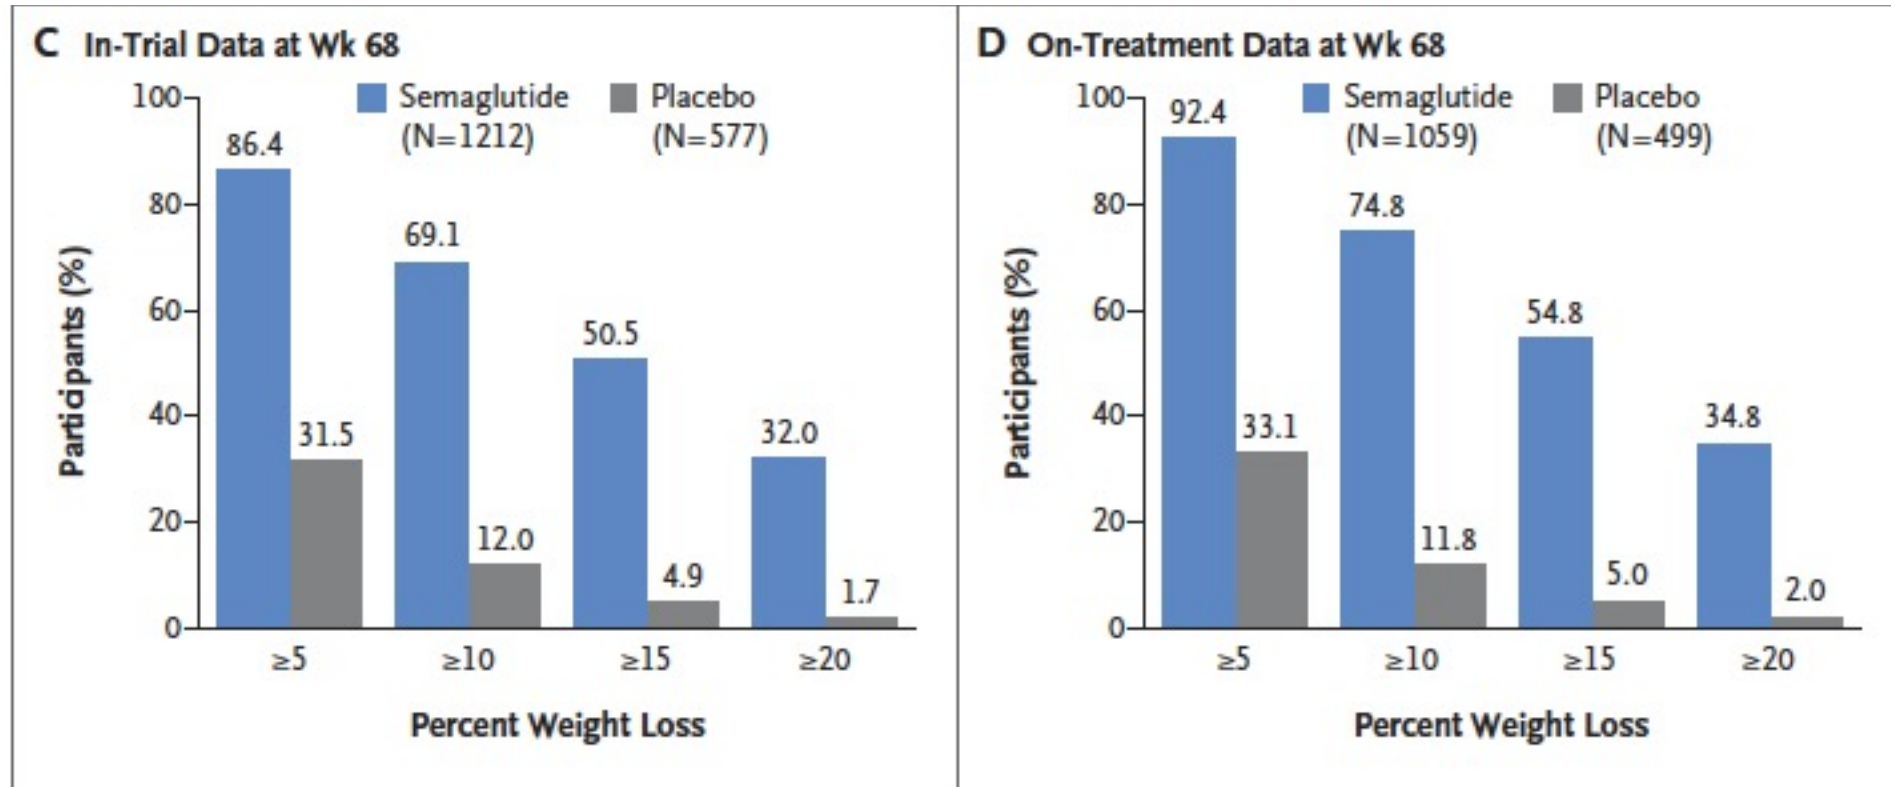 C In-Trial Data at Wk 68
Semaglutide
(N=1212)
Placebo
(N=577)
Participants (%)
100
80
60
40
20
0
86.4
31.5
69.1
12.0
50.5
4.9
32.0
1.7
≥5
≥10
≥15
≥20
Percent Weight Loss
D On-Treatment Data at Wk 68
Semaglutide
(N=1059)
Placebo
(N=499)
Participants (%)
100
80
60
40
20
0
92.4
33.1
74.8
11.8
54.8
5.0
34.8
2.0
≥5
≥10
≥15
≥20
Percent Weight Loss